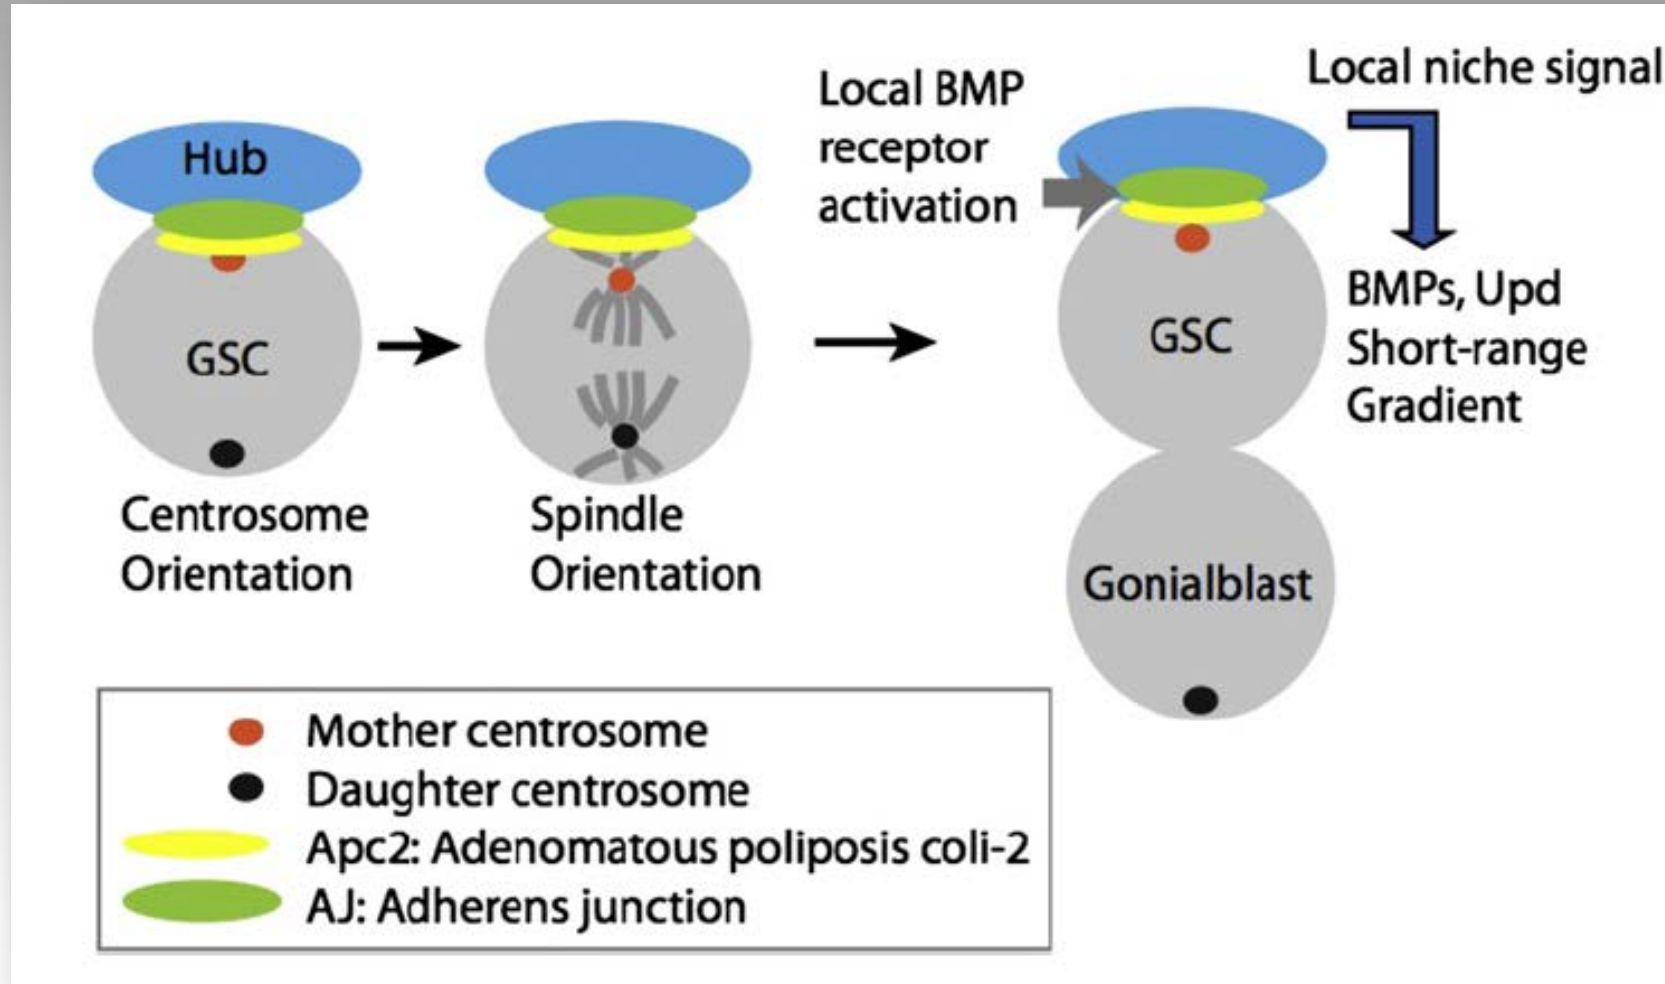 Hub
GSC
Centrosome
Orientation
Spindle
Orientation
Local BMP
receptor
activation
GSC
Gonialblast
Local niche signal
BMPs, Upd
Short-range
Gradient
Mother centrosome
Daughter centrosome
Apc2: Adenomatous poliposis coli-2
AJ: Adherens junction